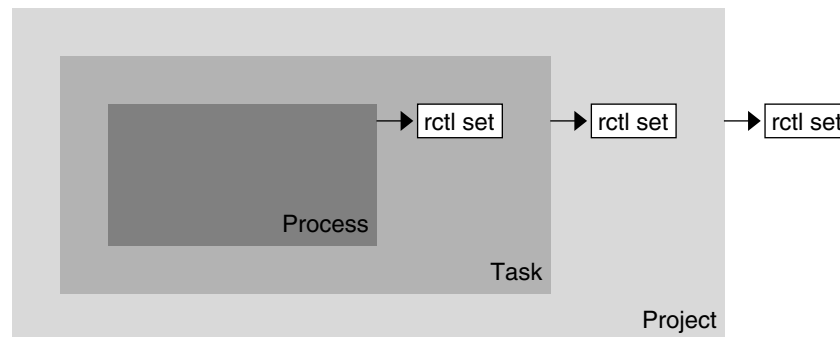 rctl set
rctl set
rctl set
Process
Task
Project